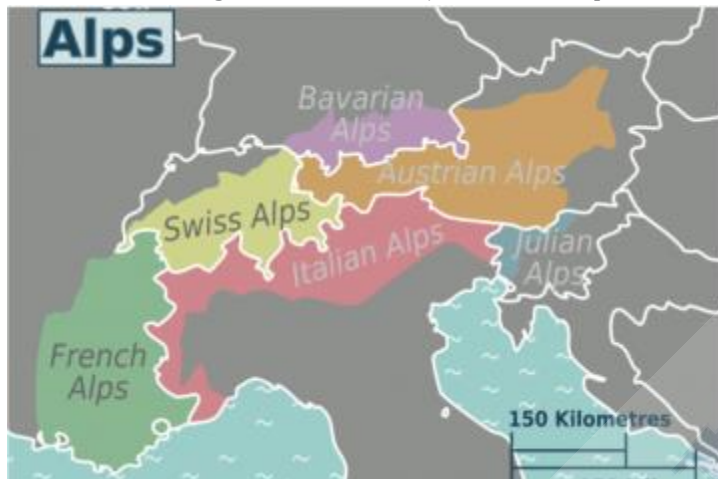 Alps
Bavarian
Alps
Austrian Alps
Swiss Alps
Italian Alps
Julian
Alps
French
Alps
150 Kilometres